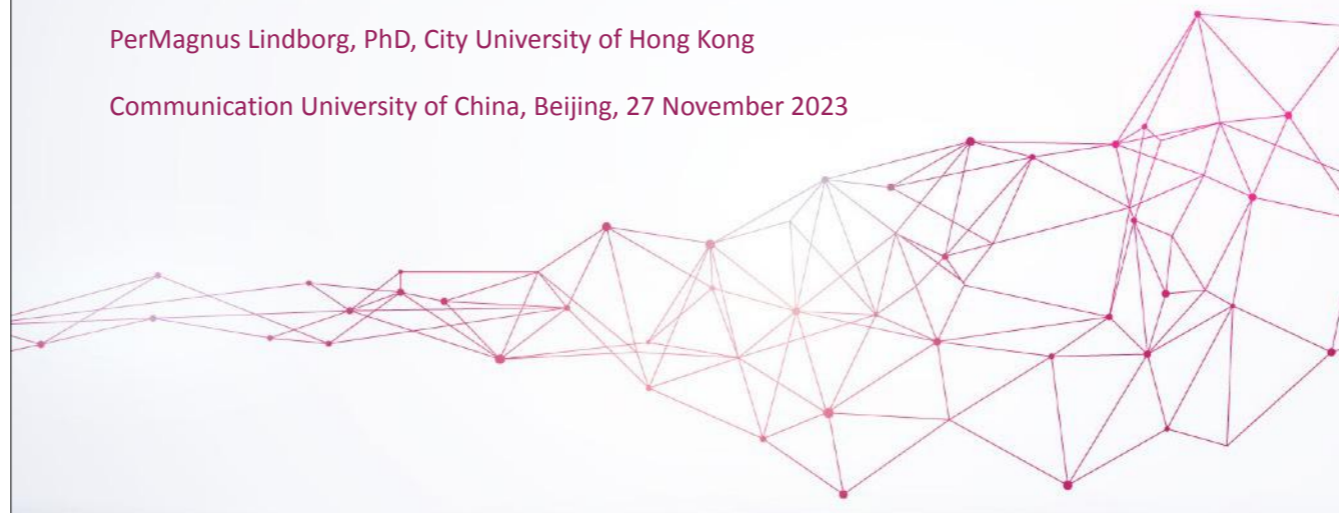 PerMagnus Lindborg, PhD, City University of Hong Kong
Communication University of China, Beijing, 27 November 2023